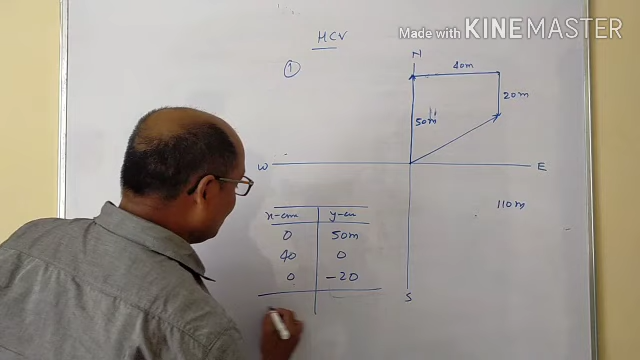 Made with KINEMASTER
HCV
1
N
40m
20m
50m
W
E
110m
x-cm y-cm
0 50m
40 0
0 -20
S